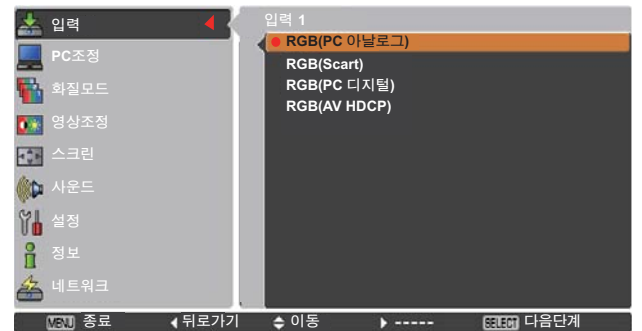 입력
PC조정
화질모드
영상조정
스크린
사운드
설정
정보
네트워크
입력 1
RGB(PC 아날로그)
RGB(Scart)
RGB(PC 디지털)
RGB(AV HDCP)
MENU 종료 뒤로가기 이동 ----- SELECT 다음단계